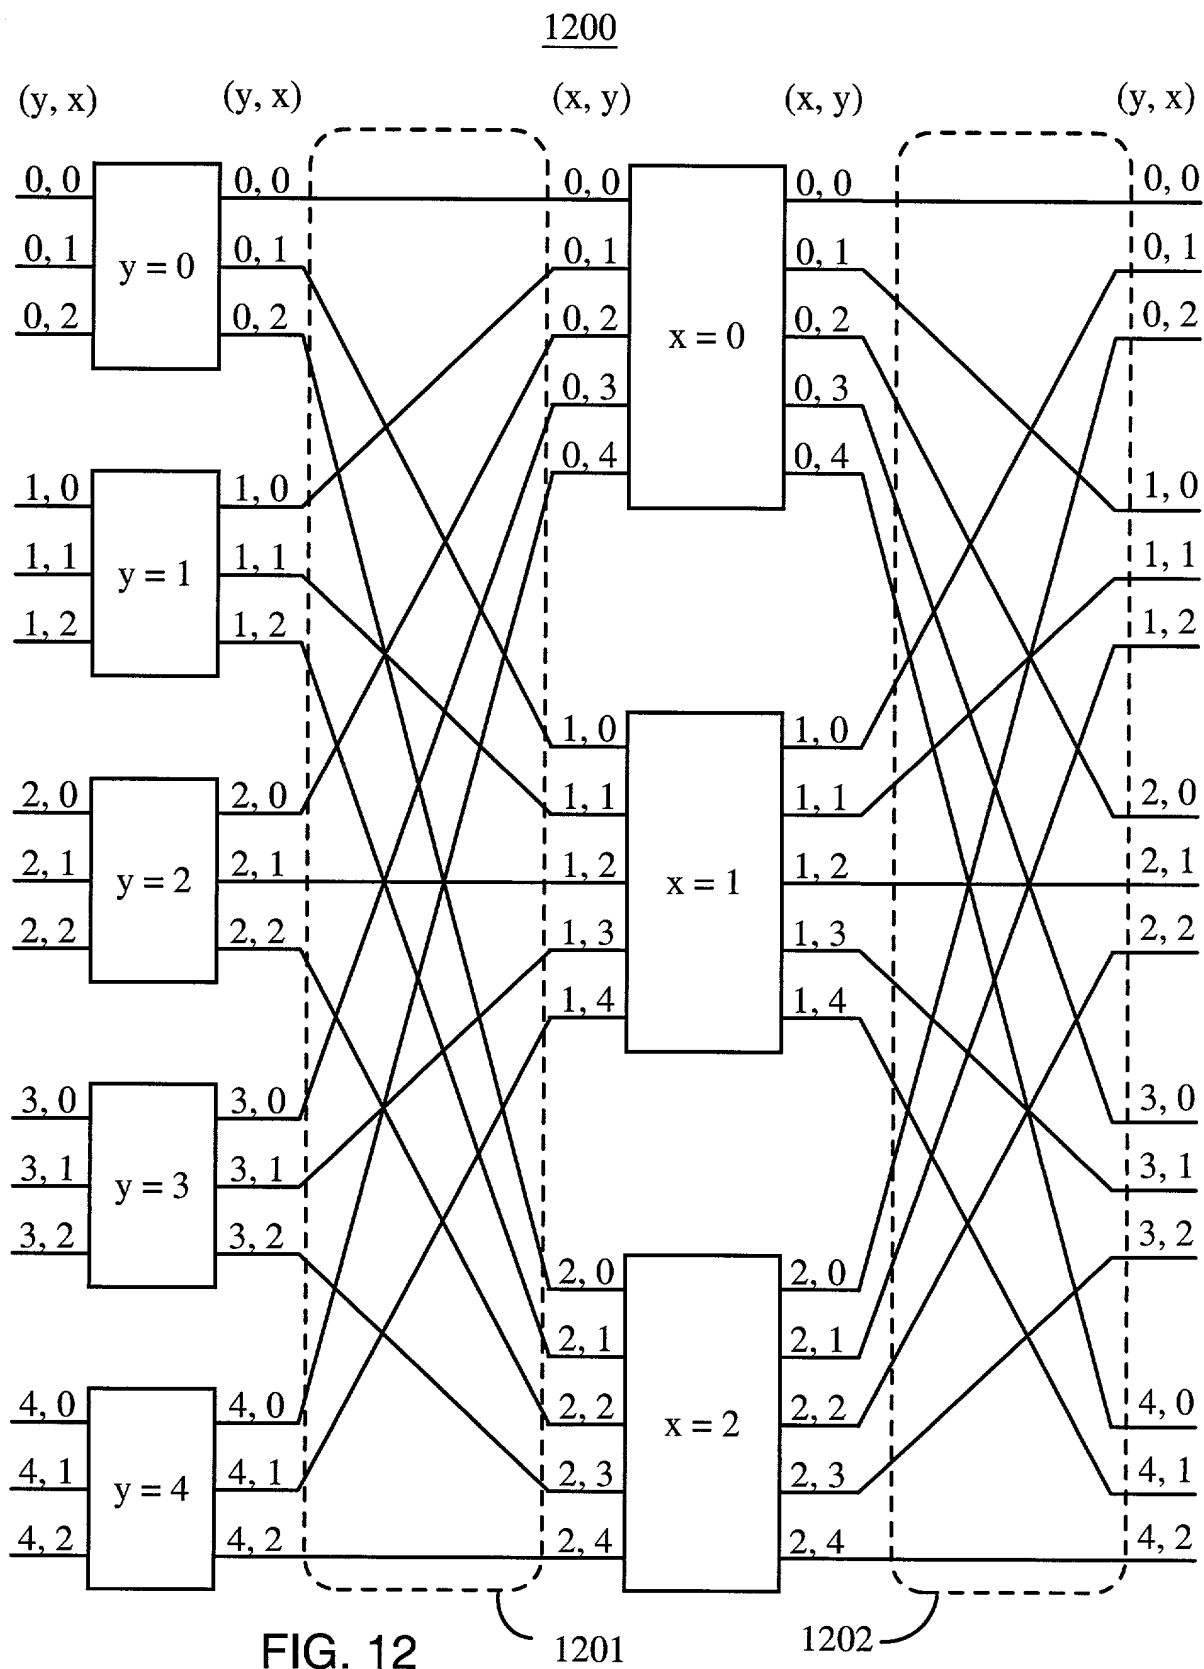 1200
(y, x) (y, x) (x, y) (x, y) (y, x)
0, 0 0, 0 0, 0 0, 0 0, 0
0, 1 y = 0 0, 1 0, 1 0, 1 0, 1
0, 2 0, 2 0, 2 x = 0 0, 2 0, 2
0, 3 0, 3
0, 4 0, 4
1, 0 1, 0 1, 0
1, 1 y = 1 1, 1 1, 1
1, 2 1, 2 1, 2
1, 0 1, 0
2, 0 2, 0 1, 1 1, 1 2, 0
2, 1 y = 2 2, 1 1, 2 x = 1 1, 2 2, 1
2, 2 2, 2 1, 3 1, 3 2, 2
1, 4 1, 4
3, 0 3, 0 3, 0
3, 1 y = 3 3, 1 3, 1
3, 2 3, 2 3, 2
2, 0 2, 0
2, 1 2, 1
4, 0 4, 0 2, 2 x = 2 2, 2 4, 0
4, 1 y = 4 4, 1 2, 3 2, 3 4, 1
4, 2 4, 2 2, 4 2, 4 4, 2
FIG. 12 1201 1202